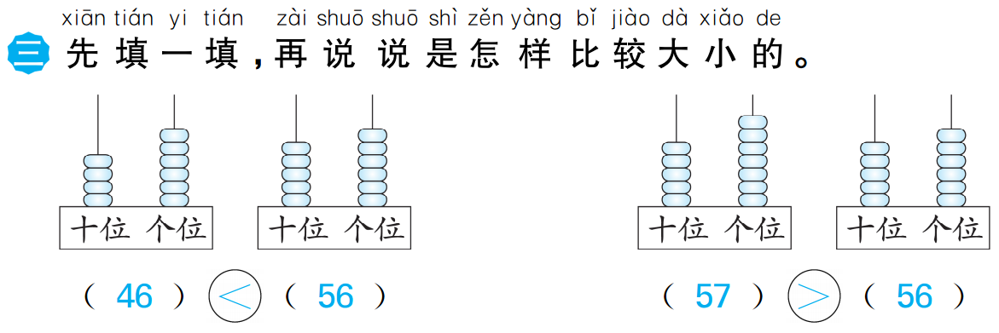 xiān tián yi tián zài shuō shuō shì zěn yàng bǐ jiào dà xiǎo de
三 先填一填，再说说是怎样比较大小的。
十位 个位 十位 个位 十位 个位 十位 个位
（ 46 ） < （ 56 ） （ 57 ） > （ 56 ）